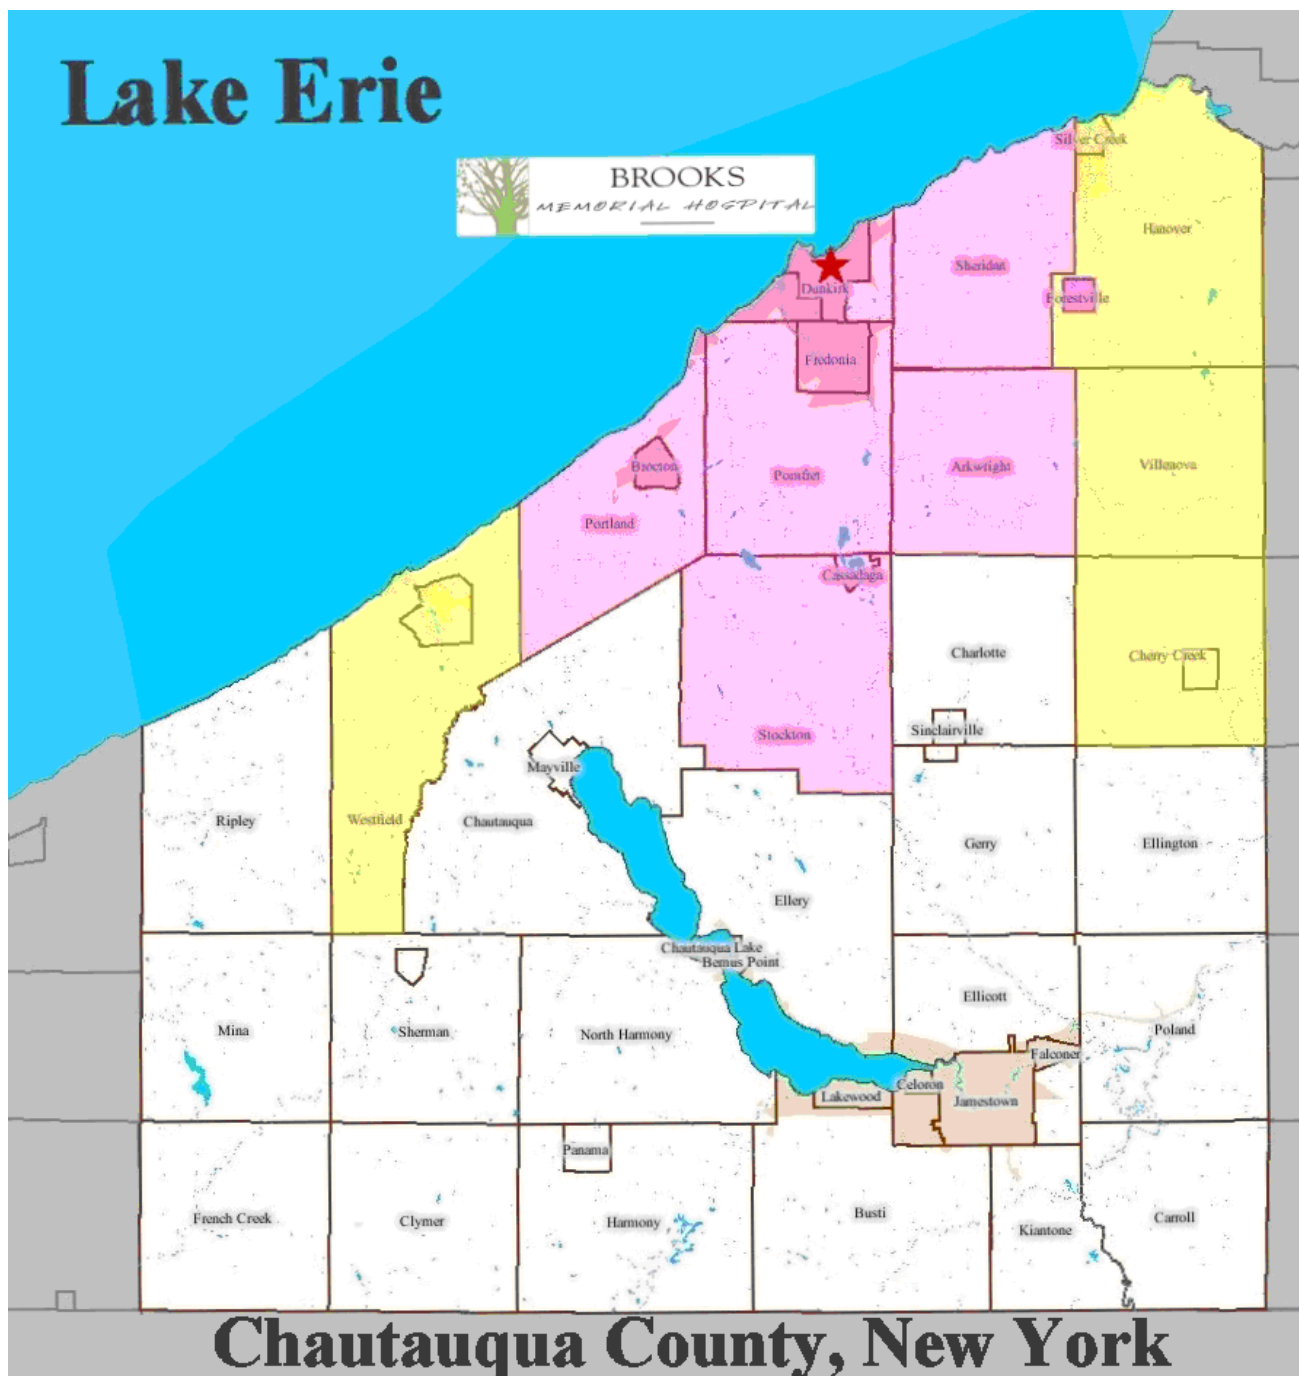 Lake Erie
BROOKS
MEMORIAL HOSPITAL
Silver Creek
Hanover
Sheridan
Dunkirk
Forestville
Fredonia
Brocton
Pomfret
Arkwright
Villenova
Portland
Cassadaga
Charlotte
Cherry Creek
Stockton
Sinclairville
Mayville
Ripley
Westfield
Chautauqua
Gerry
Ellington
Ellery
Chautauqua Lake
Bemus Point
Ellicott
Mina
Sherman
North Harmony
Poland
Falconer
Celoron
Lakewood
Jamestown
Panama
French Creek
Clymer
Harmony
Busti
Kiantone
Carroll
Chautauqua County, New York